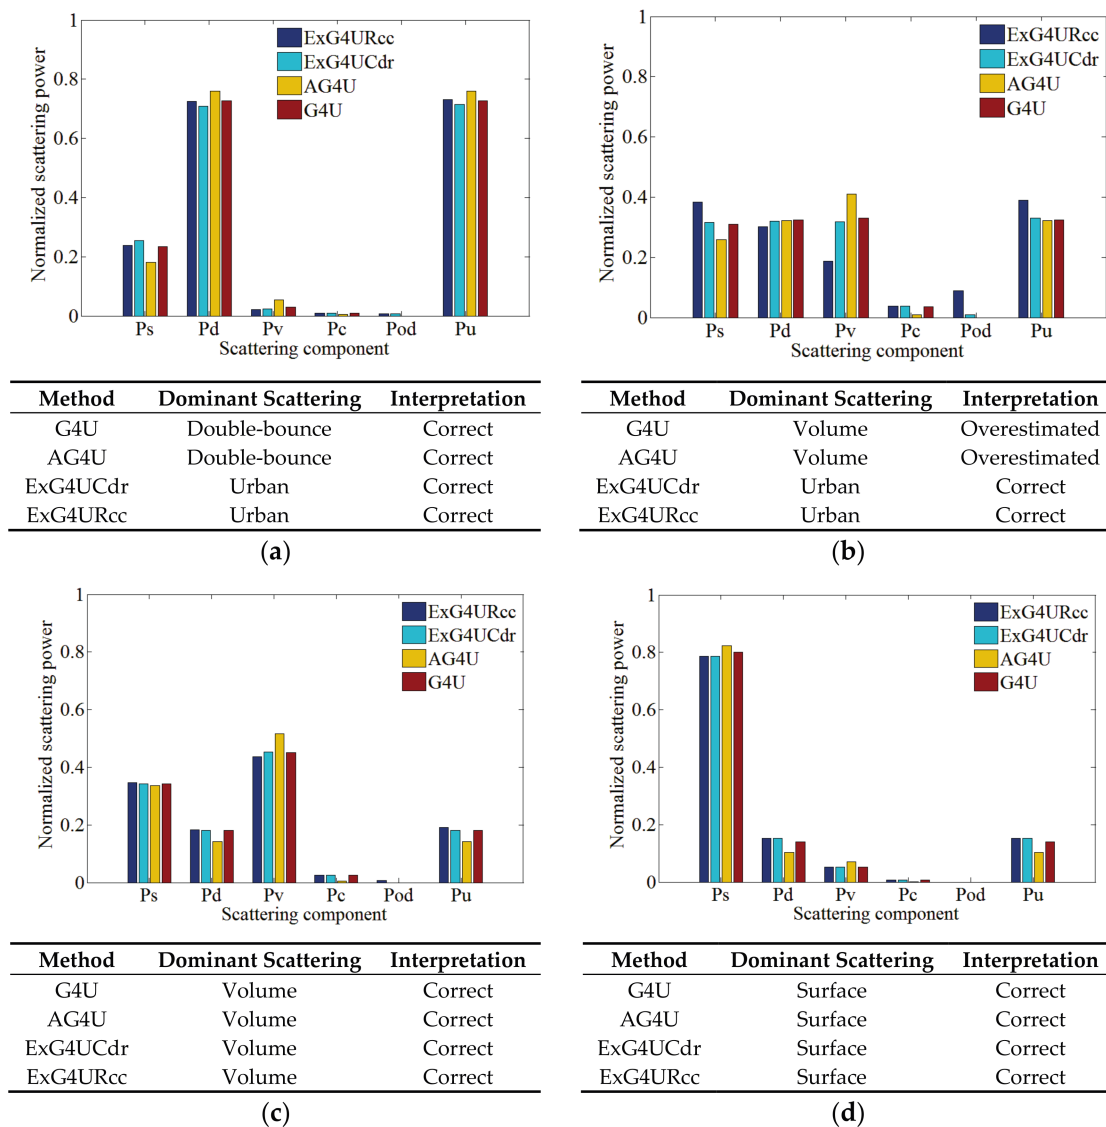 1
0.8
0.6
0.4
0.2
0
Normalized scattering power
ExG4URcc
ExG4UCdr
AG4U
G4U
Ps Pd Pv Pc Pod Pu
Scattering component
Method Dominant Scattering Interpretation
G4U Double-bounce Correct
AG4U Double-bounce Correct
ExG4UCdr Urban Correct
ExG4URcc Urban Correct
(a)
1
0.8
0.6
0.4
0.2
0
Normalized scattering power
ExG4URcc
ExG4UCdr
AG4U
G4U
Ps Pd Pv Pc Pod Pu
Scattering component
Method Dominant Scattering Interpretation
G4U Volume Overestimated
AG4U Volume Overestimated
ExG4UCdr Urban Correct
ExG4URcc Urban Correct
(b)
1
0.8
0.6
0.4
0.2
0
Normalized scattering power
ExG4URcc
ExG4UCdr
AG4U
G4U
Ps Pd Pv Pc Pod Pu
Scattering component
Method Dominant Scattering Interpretation
G4U Volume Correct
AG4U Volume Correct
ExG4UCdr Volume Correct
ExG4URcc Volume Correct
(c)
1
0.8
0.6
0.4
0.2
0
Normalized scattering power
ExG4URcc
ExG4UCdr
AG4U
G4U
Ps Pd Pv Pc Pod Pu
Scattering component
Method Dominant Scattering Interpretation
G4U Surface Correct
AG4U Surface Correct
ExG4UCdr Surface Correct
ExG4URcc Surface Correct
(d)